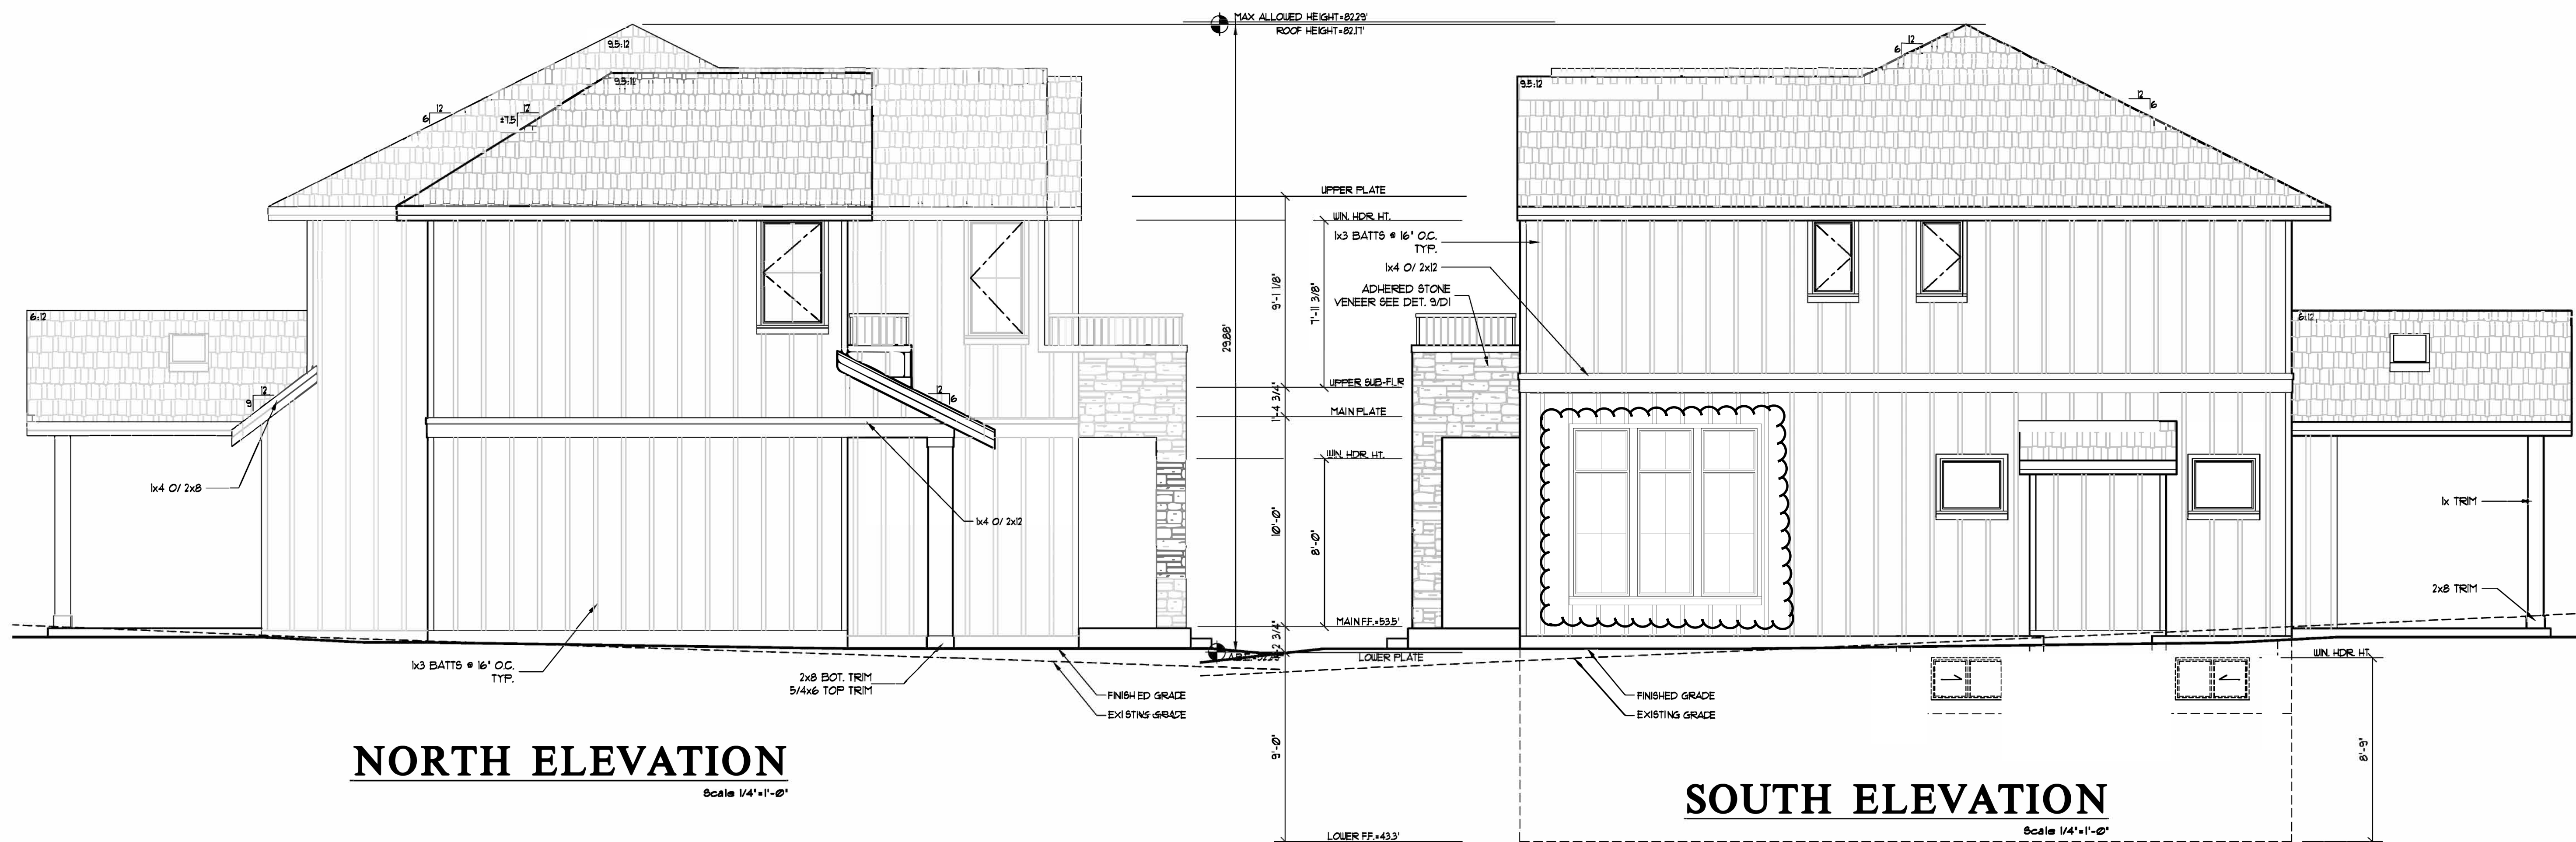 MAX ALLOWED HEIGHT=82.29'
ROOF HEIGHT=82.17'
9.5:12
9.5:12
12
6
12
±7.5
6:12
12
9
12
6
1x4 O/ 2x8
1x4 O/ 2x12
1x3 BATTS @ 16" O.C.
TYP.
2x8 BOT. TRIM
5/4x6 TOP TRIM
FINISHED GRADE
EXISTING GRADE
NORTH ELEVATION
Scale 1/4"=1'-0"
29.88'
UPPER PLATE
WIN. HDR. HT.
9'-1 1/8"
7'-11 3/8"
UPPER SUB-FLR
1'-4 3/4"
MAIN PLATE
WIN. HDR. HT.
10'-0"
8'-0"
MAIN F.F.=53.5'
LOWER PLATE
9'-0"
LOWER F.F.=43.3'
1x3 BATTS @ 16" O.C.
TYP.
1x4 O/ 2x12
ADHERED STONE
VENEER SEE DET. 9/D1
9.5:12
12
6
12
6
6:12
1x TRIM
2x8 TRIM
WIN. HDR. HT.
8'-9"
FINISHED GRADE
EXISTING GRADE
SOUTH ELEVATION
Scale 1/4"=1'-0"